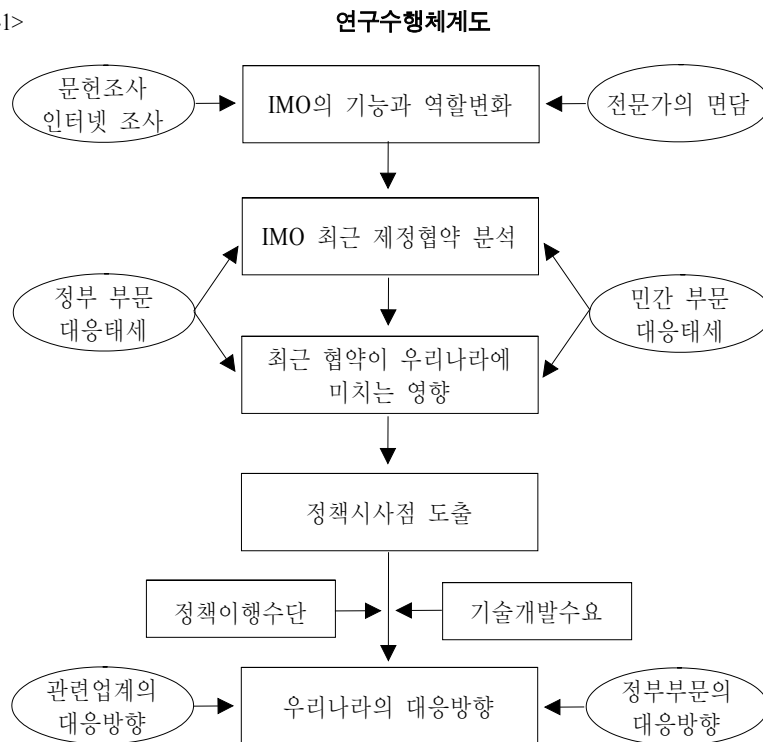 1>
연구수행체계도
문헌조사
인터넷 조사
IMO의 기능과 역할변화
전문가의 면담
IMO 최근 제정협약 분석
정부 부문
대응태세
민간 부문
대응태세
최근 협약이 우리나라에
미치는 영향
정책시사점 도출
정책이행수단
기술개발수요
관련업계의
대응방향
우리나라의 대응방향
정부부문의
대응방향